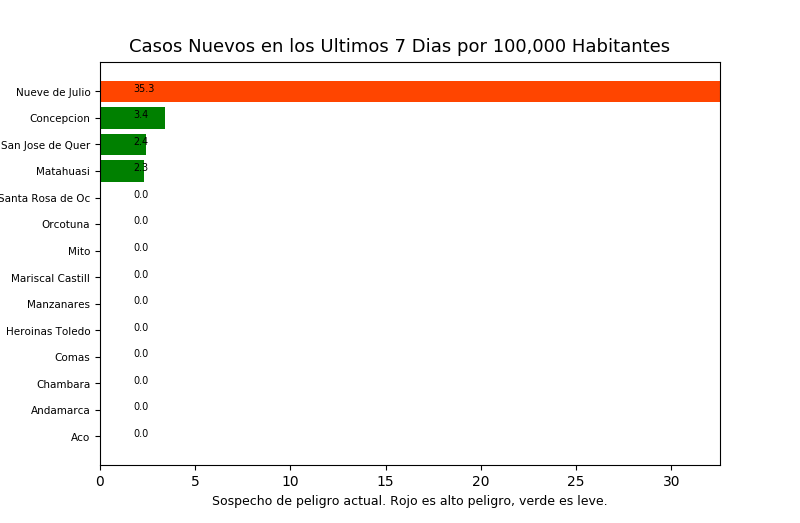 Casos Nuevos en los Ultimos 7 Dias por 100,000 Habitantes
Nueve de Julio 35.3
Concepcion 3.4
San Jose de Quer 2.4
Matahuasi 2.3
Santa Rosa de Oc 0.0
Orcotuna 0.0
Mito 0.0
Mariscal Castill 0.0
Manzanares 0.0
Heroinas Toledo 0.0
Comas 0.0
Chambara 0.0
Andamarca 0.0
Aco 0.0
0 5 10 15 20 25 30
Sospecho de peligro actual. Rojo es alto peligro, verde es leve.